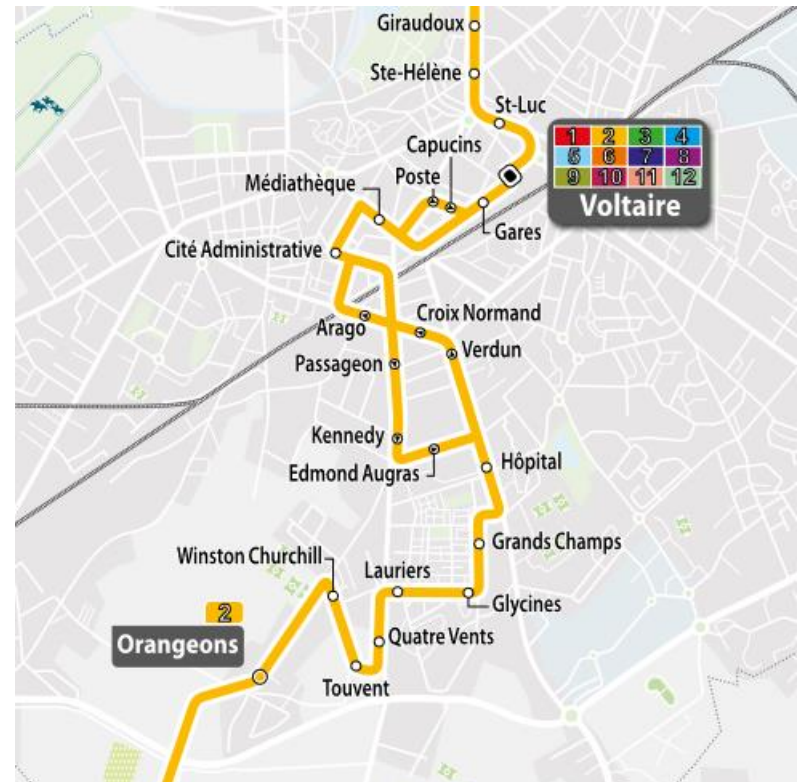 Giraudoux
Ste-Hélène
St-Luc
1 2 3 4
5 6 7 8
9 10 11 12
Voltaire
Capucins
Poste
Médiathèque
Gares
Cité Administrative
Croix Normand
Arago
Verdun
Passageon
Kennedy
Edmond Augras
Hôpital
Grands Champs
Winston Churchill
Lauriers
Glycines
2
Orangeons
Quatre Vents
Touvent